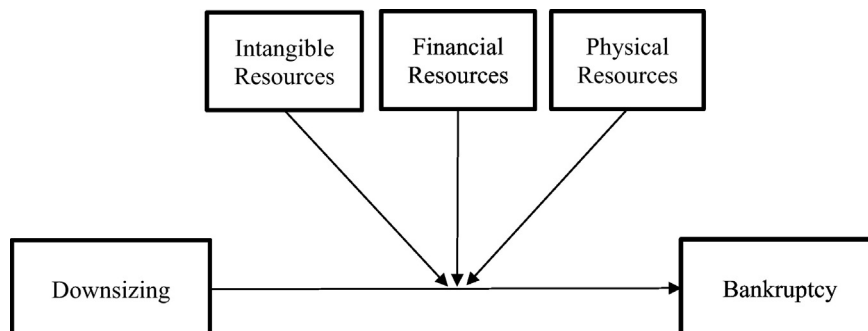 Intangible
Resources
Financial
Resources
Physical
Resources
Downsizing
Bankruptcy